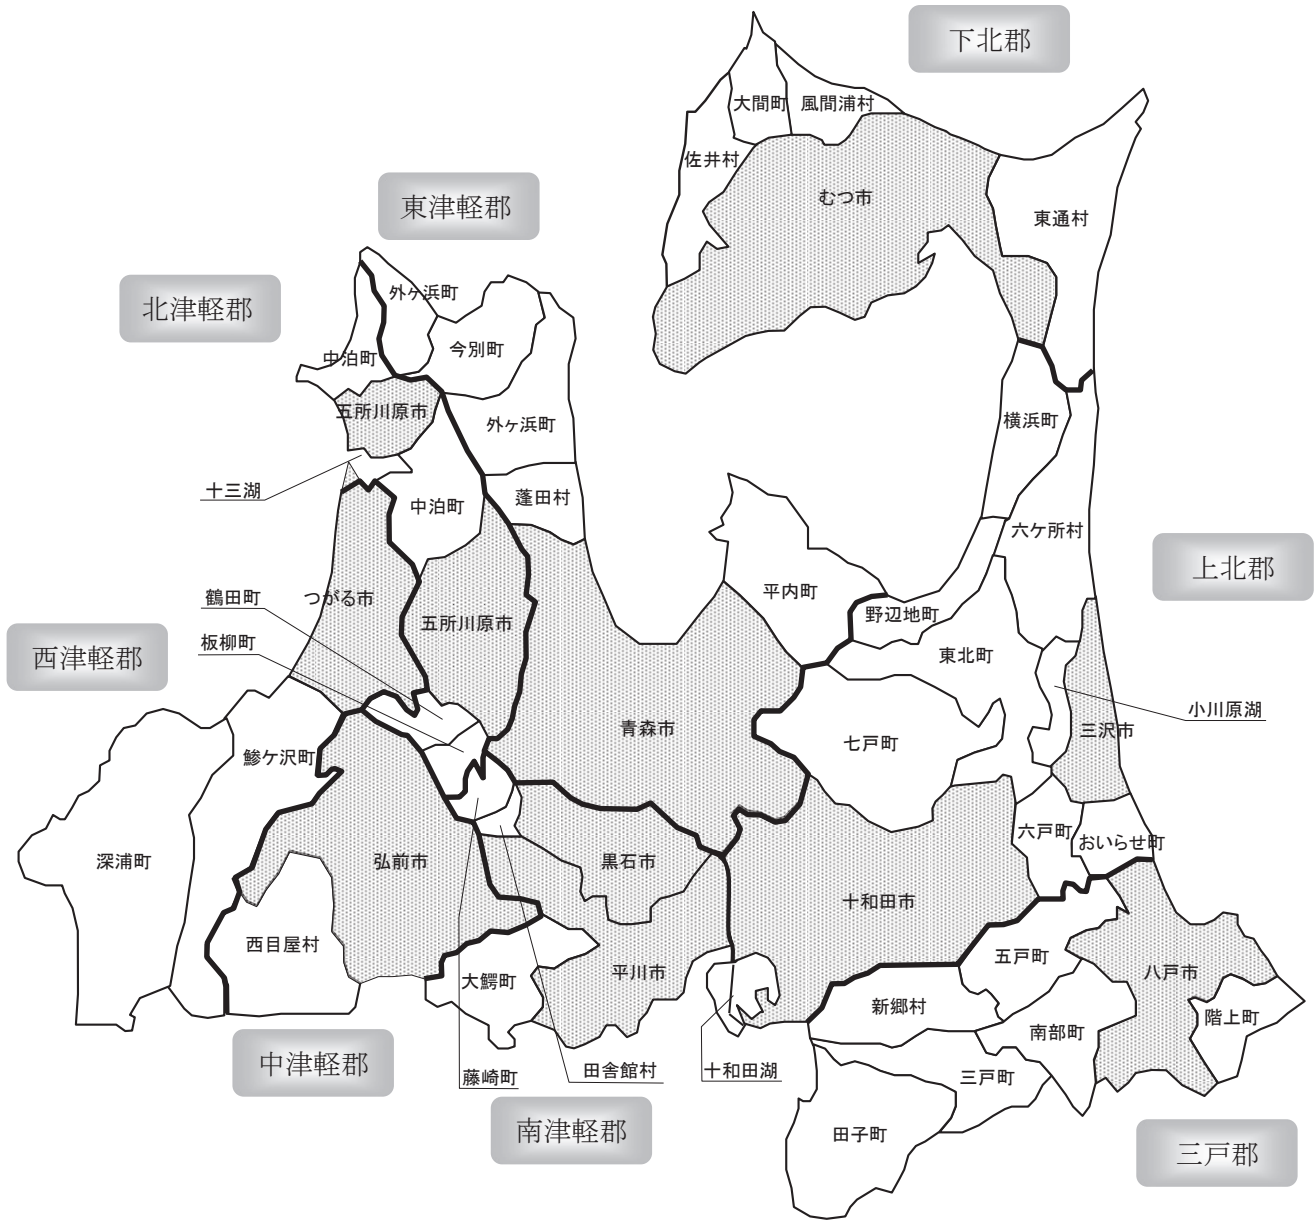 下北郡
大間町
風間浦村
佐井村
むつ市
東通村
東津軽郡
外ヶ浜町
北津軽郡
今別町
中泊町
五所川原市
外ヶ浜町
横浜町
十三湖
中泊町
蓬田村
六ケ所村
上北郡
鶴田町
つがる市
平内町
野辺地町
五所川原市
板柳町
西津軽郡
東北町
小川原湖
青森市
三沢市
七戸町
鰺ケ沢町
六戸町
おいらせ町
深浦町
弘前市
黒石市
十和田市
西目屋村
五戸町
平川市
八戸市
大鰐町
新郷村
階上町
南部町
中津軽郡
藤崎町
田舎館村
十和田湖
三戸町
南津軽郡
田子町
三戸郡